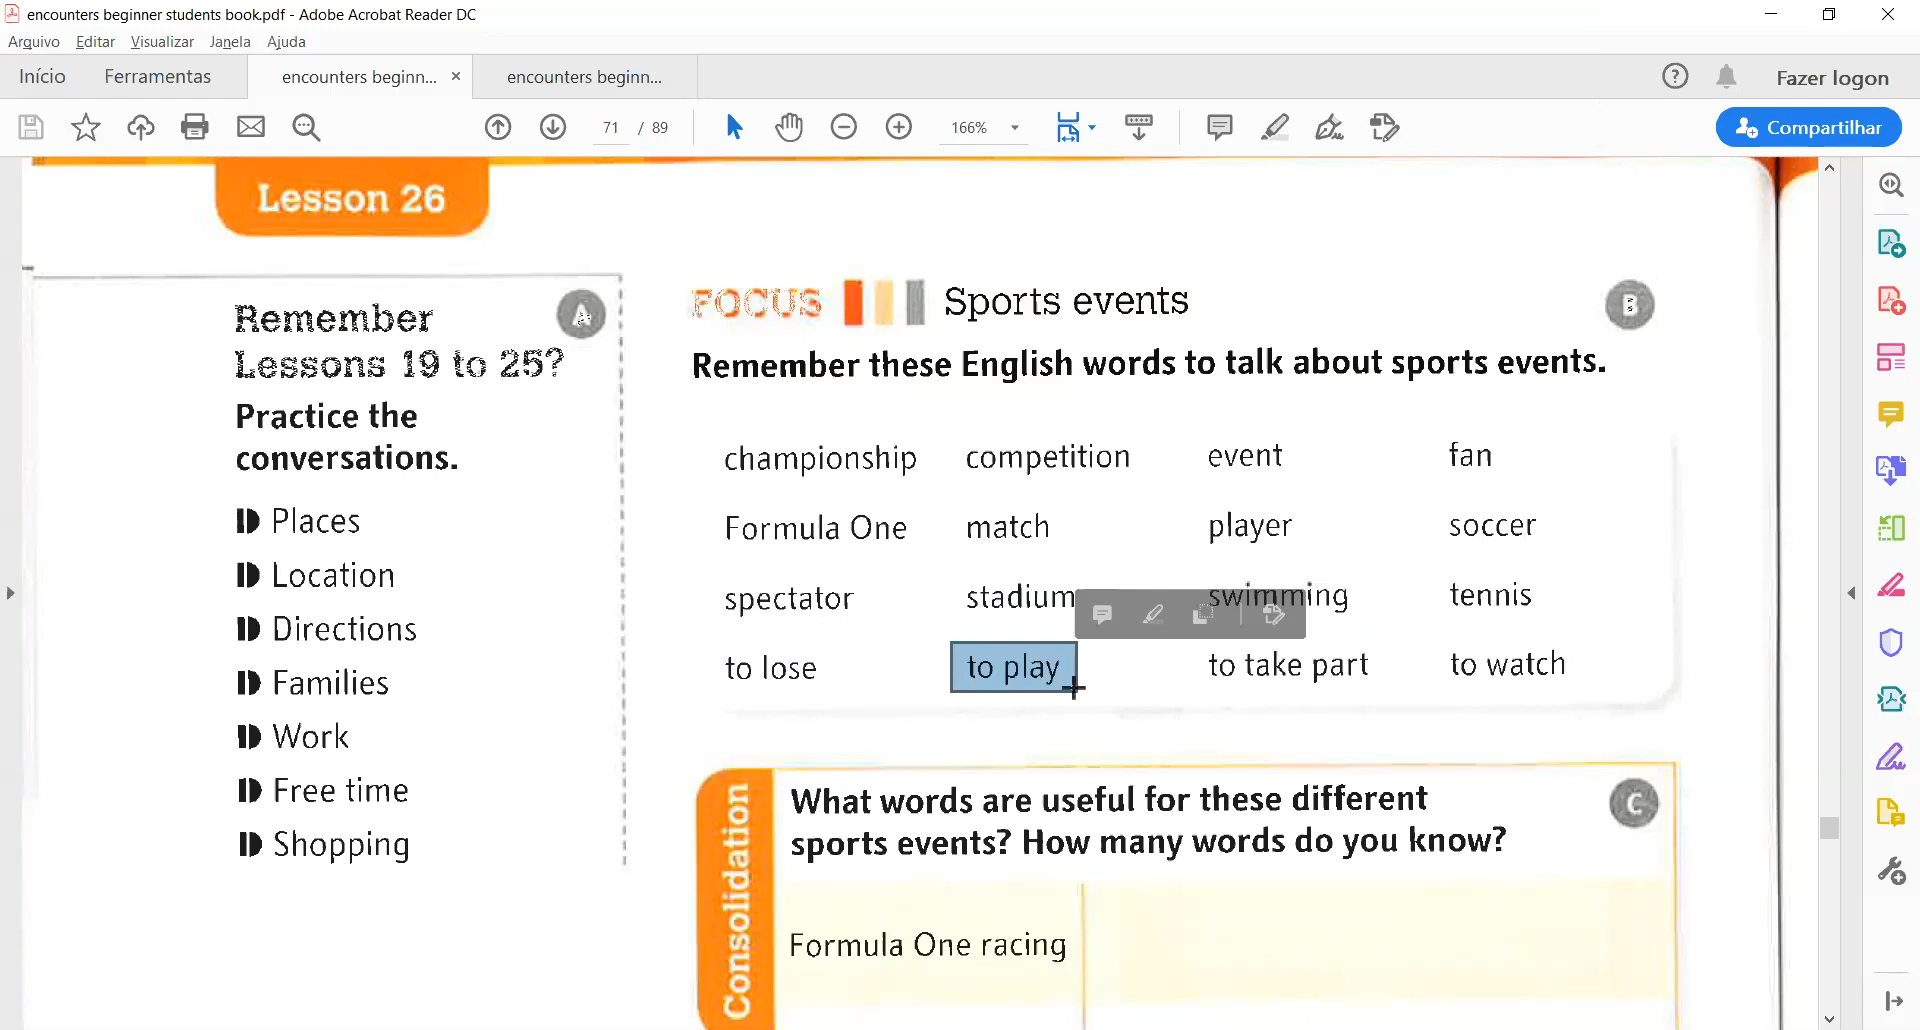 encounters beginner students book.pdf - Adobe Acrobat Reader DC
Arquivo Editar Visualizar Janela Ajuda
Início Ferramentas encounters beginn... × encounters beginn... Fazer logon
71 / 89 166% Compartilhar
Lesson 26
A
Remember
Lessons 19 to 25?
Practice the
conversations.
Places
Location
Directions
Families
Work
Free time
Shopping
FOCUS Sports events B
Remember these English words to talk about sports events.
championship competition event fan
Formula One match player soccer
spectator stadium swimming tennis
to lose to play to take part to watch
Consolidation
What words are useful for these different C
sports events? How many words do you know?
Formula One racing